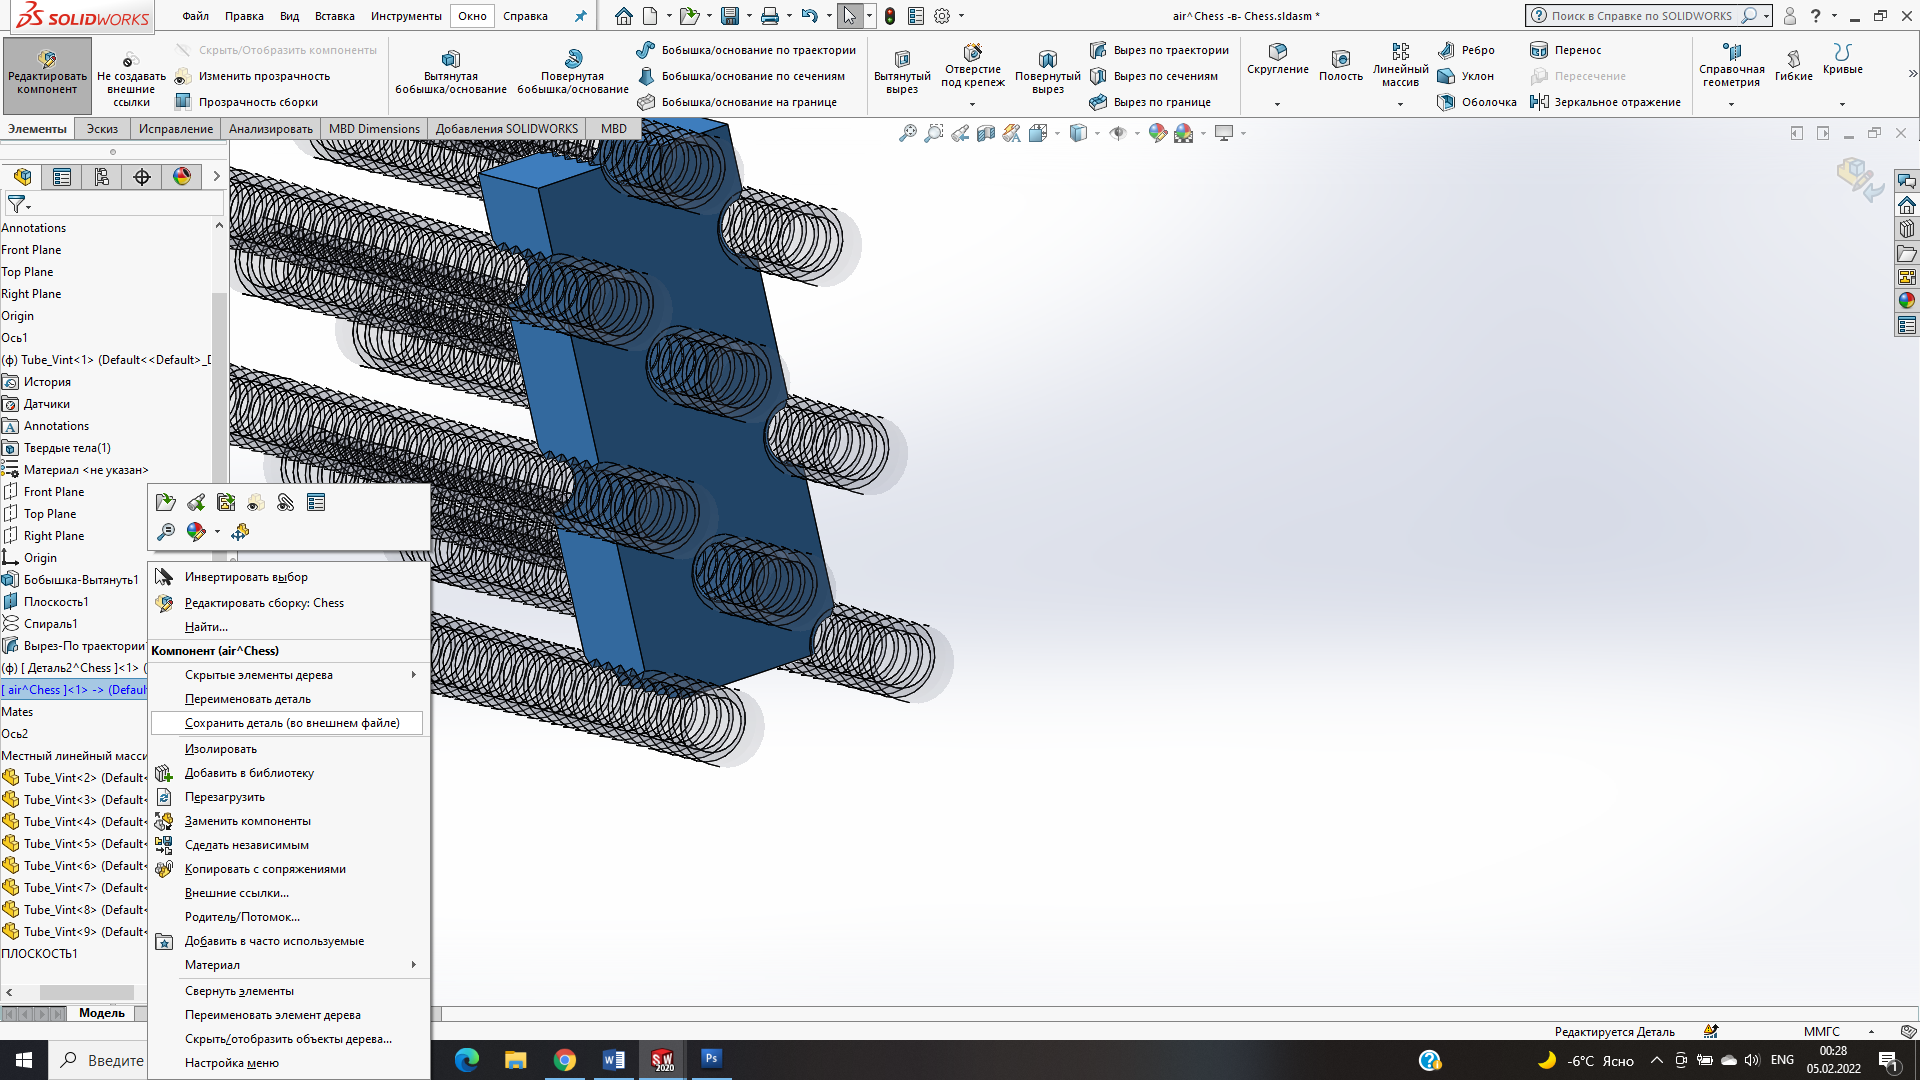 SOLIDWORKS
Файл Правка Вид Вставка Инструменты Окно Справка
air^Chess -в- Chess.sldasm *
Поиск в Справке по SOLIDWORKS
Редактировать компонент
Не создавать внешние ссылки
Скрыть/Отобразить компоненты
Изменить прозрачность
Прозрачность сборки
Вытянутая бобышка/основание
Повернутая бобышка/основание
Бобышка/основание по траектории
Бобышка/основание по сечениям
Бобышка/основание на границе
Вытянутый вырез
Отверстие под крепеж
Повернутый вырез
Вырез по траектории
Вырез по сечениям
Вырез по границе
Скругление
Полость
Линейный массив
Ребро
Уклон
Оболочка
Перенос
Пересечение
Зеркальное отражение
Справочная геометрия
Гибкие
Кривые
Элементы Эскиз Исправление Анализировать MBD Dimensions Добавления SOLIDWORKS MBD
Annotations
Front Plane
Top Plane
Right Plane
Origin
Ось1
(ф) Tube_Vint<1> (Default<<Default>_D
История
Датчики
Annotations
Твердые тела(1)
Материал <не указан>
Front Plane
Top Plane
Right Plane
Origin
Бобышка-Вытянуть1
Плоскость1
Спираль1
Вырез-По траектории
(ф) [ Деталь2^Chess ]<1> (
[ air^Chess ]<1> -> (Defaul
Mates
Ось2
Местный линейный масси
Tube_Vint<2> (Default<
Tube_Vint<3> (Default<
Tube_Vint<4> (Default<
Tube_Vint<5> (Default<
Tube_Vint<6> (Default<
Tube_Vint<7> (Default<
Tube_Vint<8> (Default<
Tube_Vint<9> (Default<
ПЛОСКОСТЬ1
Инвертировать выбор
Редактировать сборку: Chess
Найти...
Компонент (air^Chess)
Скрытые элементы дерева
Переименовать деталь
Сохранить деталь (во внешнем файле)
Изолировать
Добавить в библиотеку
Перезагрузить
Заменить компоненты
Сделать независимым
Копировать с сопряжениями
Внешние ссылки...
Родитель/Потомок...
Добавить в часто используемые
Материал
Свернуть элементы
Переименовать элемент дерева
Скрыть/отобразить объекты дерева...
Настройка меню
Модель
Редактируется Деталь
ММГС
Введите
-6°C Ясно
ENG
00:28
05.02.2022